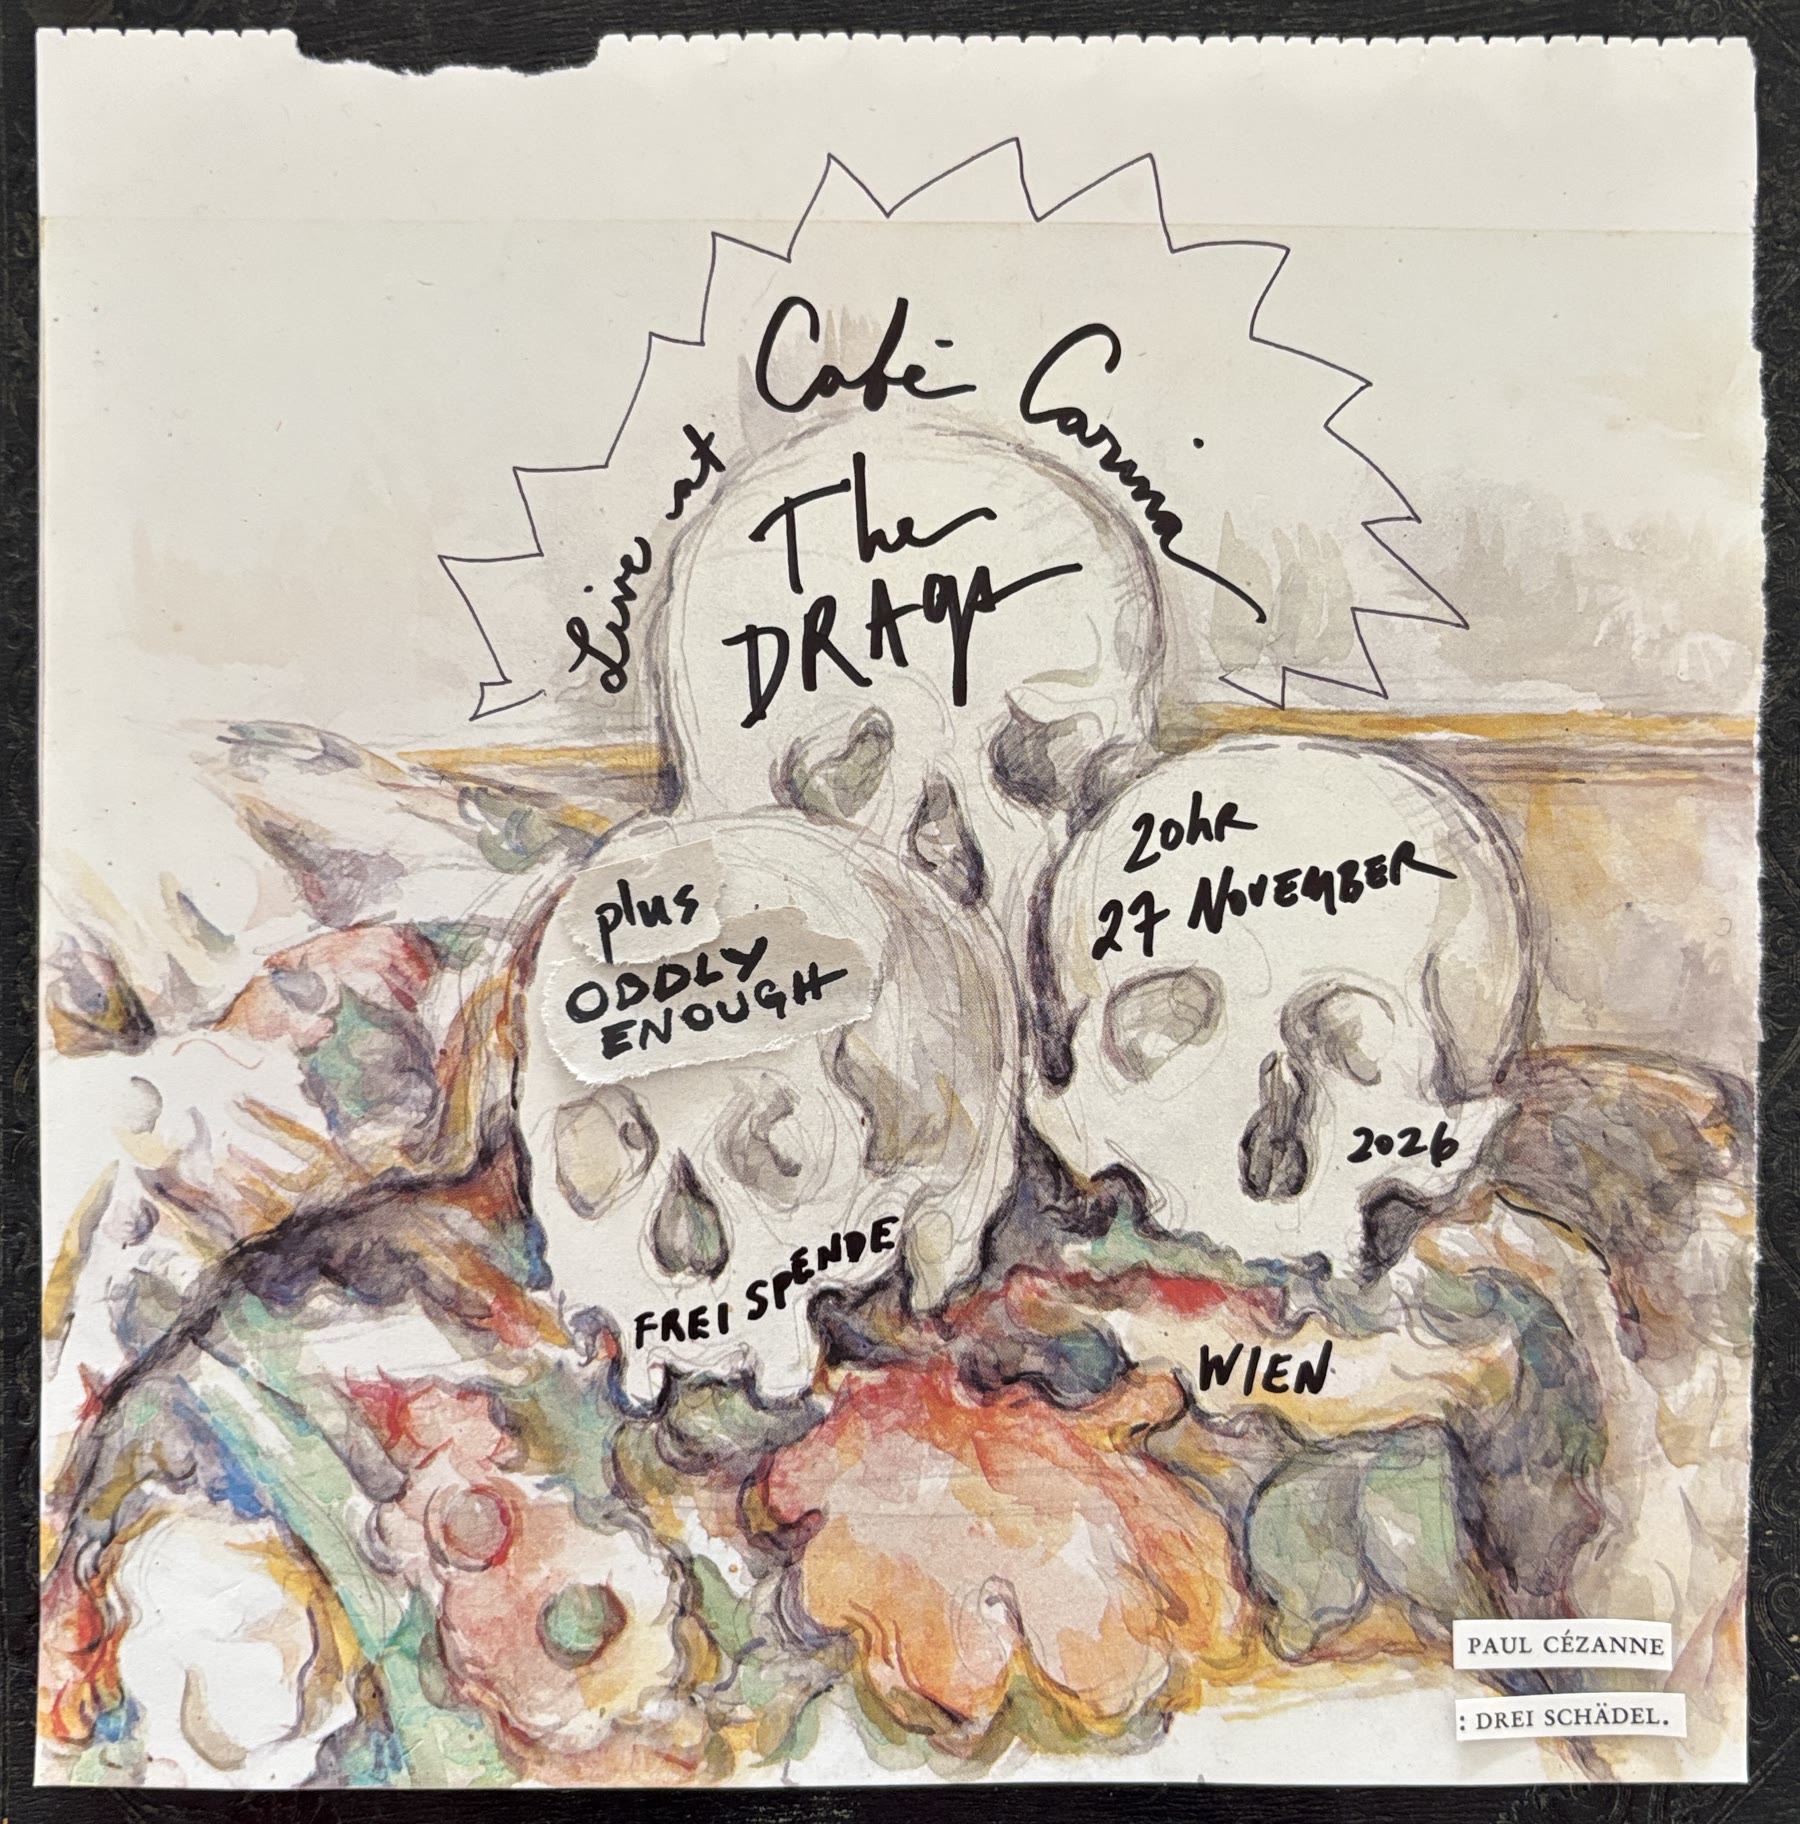 Live at Café Carina
The
DRAgs
plus
ODDLY
ENOUGH
20hR
27 NOVEMBER
2026
FREI SPENDE
WIEN
PAUL CÉZANNE
: DREI SCHÄDEL.